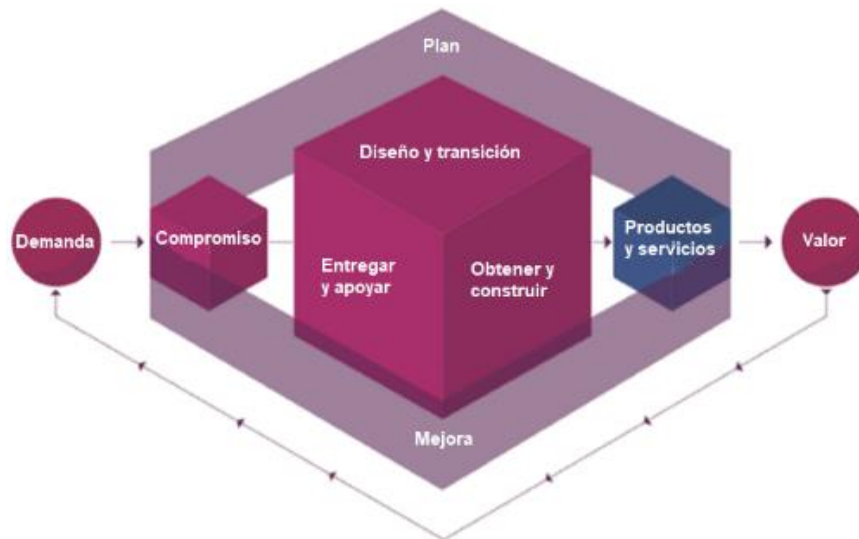 Plan
Diseño y transición
Demanda
Compromiso
Entregar
y apoyar
Obtener y
construir
Productos
y servicios
Valor
Mejora